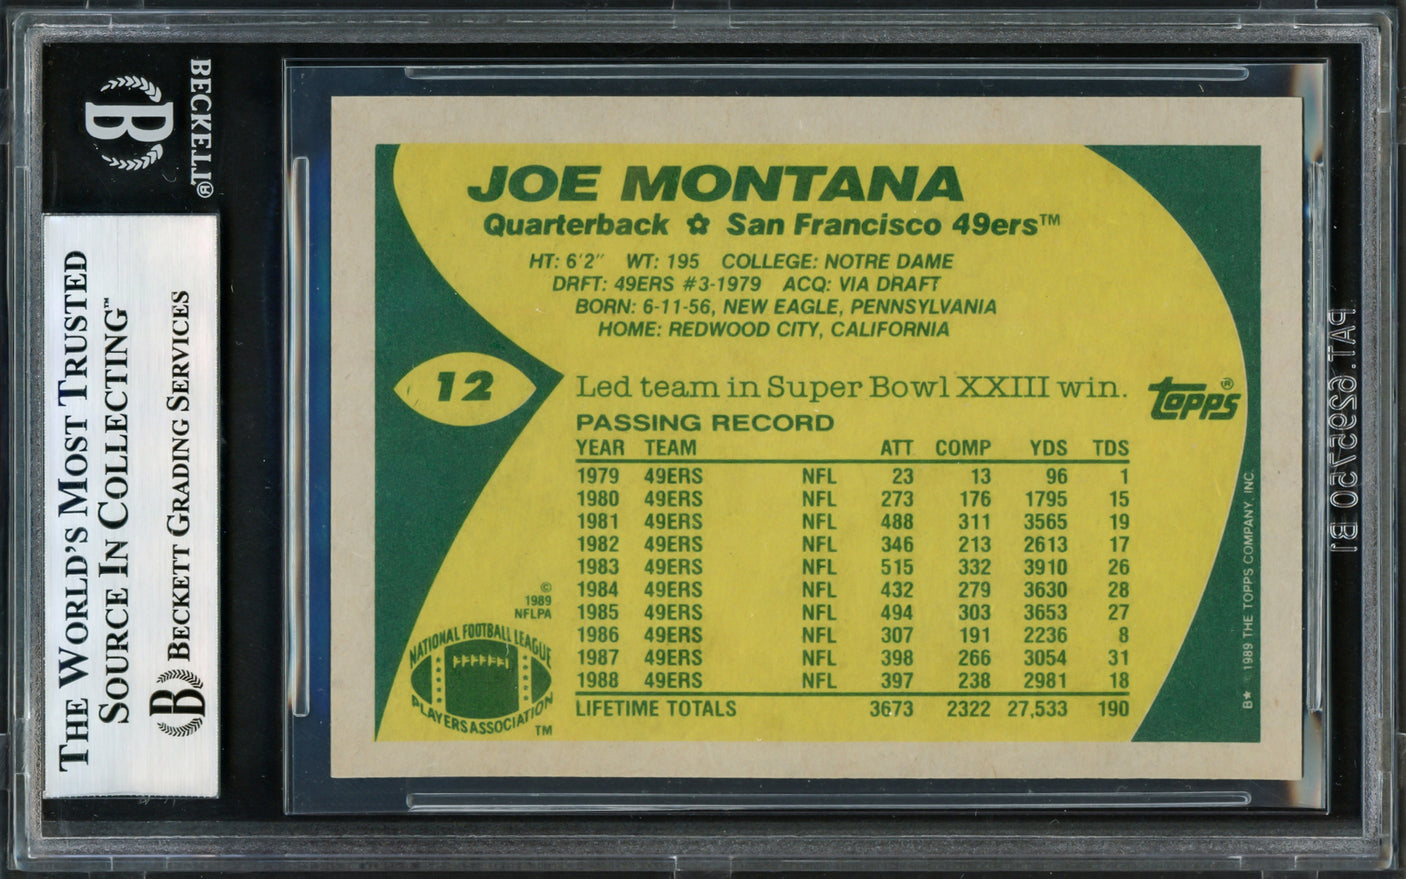 BECKETT®
B
THE WORLD'S MOST TRUSTED
SOURCE IN COLLECTING™
B BECKETT GRADING SERVICES
JOE MONTANA
Quarterback ✩ San Francisco 49ers™
HT: 6'2" WT: 195 COLLEGE: NOTRE DAME
DRFT: 49ERS #3-1979 ACQ: VIA DRAFT
BORN: 6-11-56, NEW EAGLE, PENNSYLVANIA
HOME: REDWOOD CITY, CALIFORNIA
12
Led team in Super Bowl XXIII win.
topps®
PASSING RECORD
YEAR TEAM ATT COMP YDS TDS
1979 49ERS NFL 23 13 96 1
1980 49ERS NFL 273 176 1795 15
1981 49ERS NFL 488 311 3565 19
1982 49ERS NFL 346 213 2613 17
1983 49ERS NFL 515 332 3910 26
1984 49ERS NFL 432 279 3630 28
1985 49ERS NFL 494 303 3653 27
1986 49ERS NFL 307 191 2236 8
1987 49ERS NFL 398 266 3054 31
1988 49ERS NFL 397 238 2981 18
LIFETIME TOTALS 3673 2322 27,533 190
©
1989
NFLPA
NATIONAL FOOTBALL LEAGUE
PLAYERS ASSOCIATION
TM
B★ © 1989 THE TOPPS COMPANY, INC.
PAT. 6295750 B1